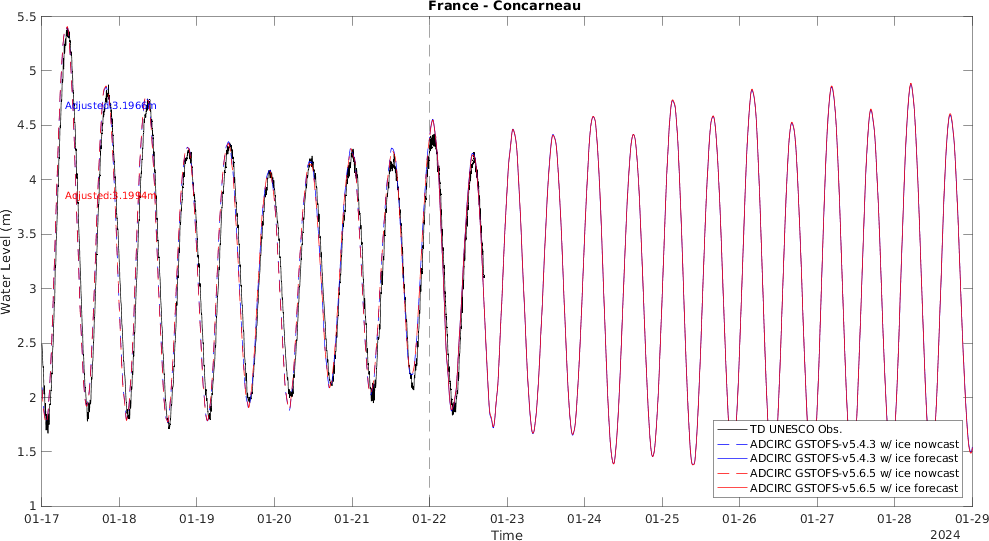 France - Concarneau
5.5
5
4.5
4
3.5
3
2.5
2
1.5
1
Water Level (m)
Adjusted:3.1966m
Adjusted:3.1994m
TD UNESCO Obs.
ADCIRC GSTOFS-v5.4.3 w/ ice nowcast
ADCIRC GSTOFS-v5.4.3 w/ ice forecast
ADCIRC GSTOFS-v5.6.5 w/ ice nowcast
ADCIRC GSTOFS-v5.6.5 w/ ice forecast
01-17 01-18 01-19 01-20 01-21 01-22 01-23 01-24 01-25 01-26 01-27 01-28 01-29
Time
2024